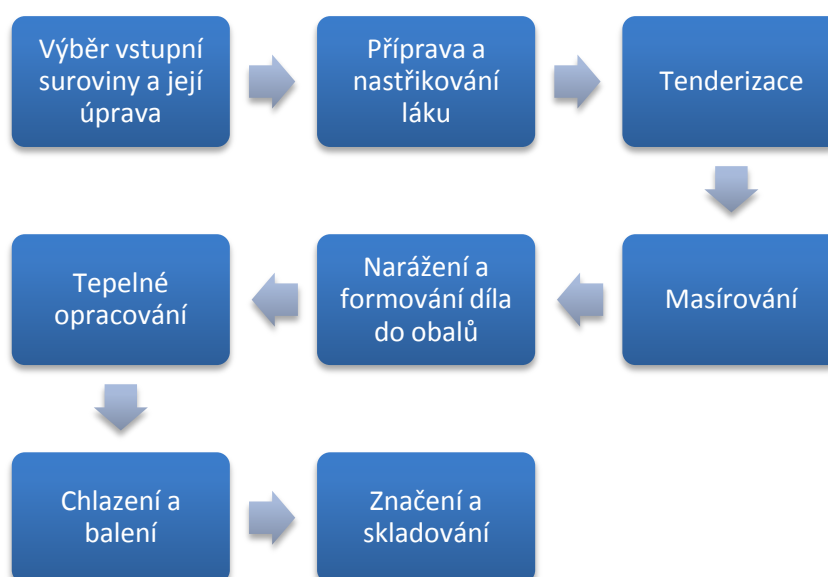 Výběr vstupní
suroviny a její
úprava
Příprava a
nastřikování
láku
Tenderizace
Masírování
Narážení a
formování díla
do obalů
Tepelné
opracování
Chlazení a
balení
Značení a
skladování